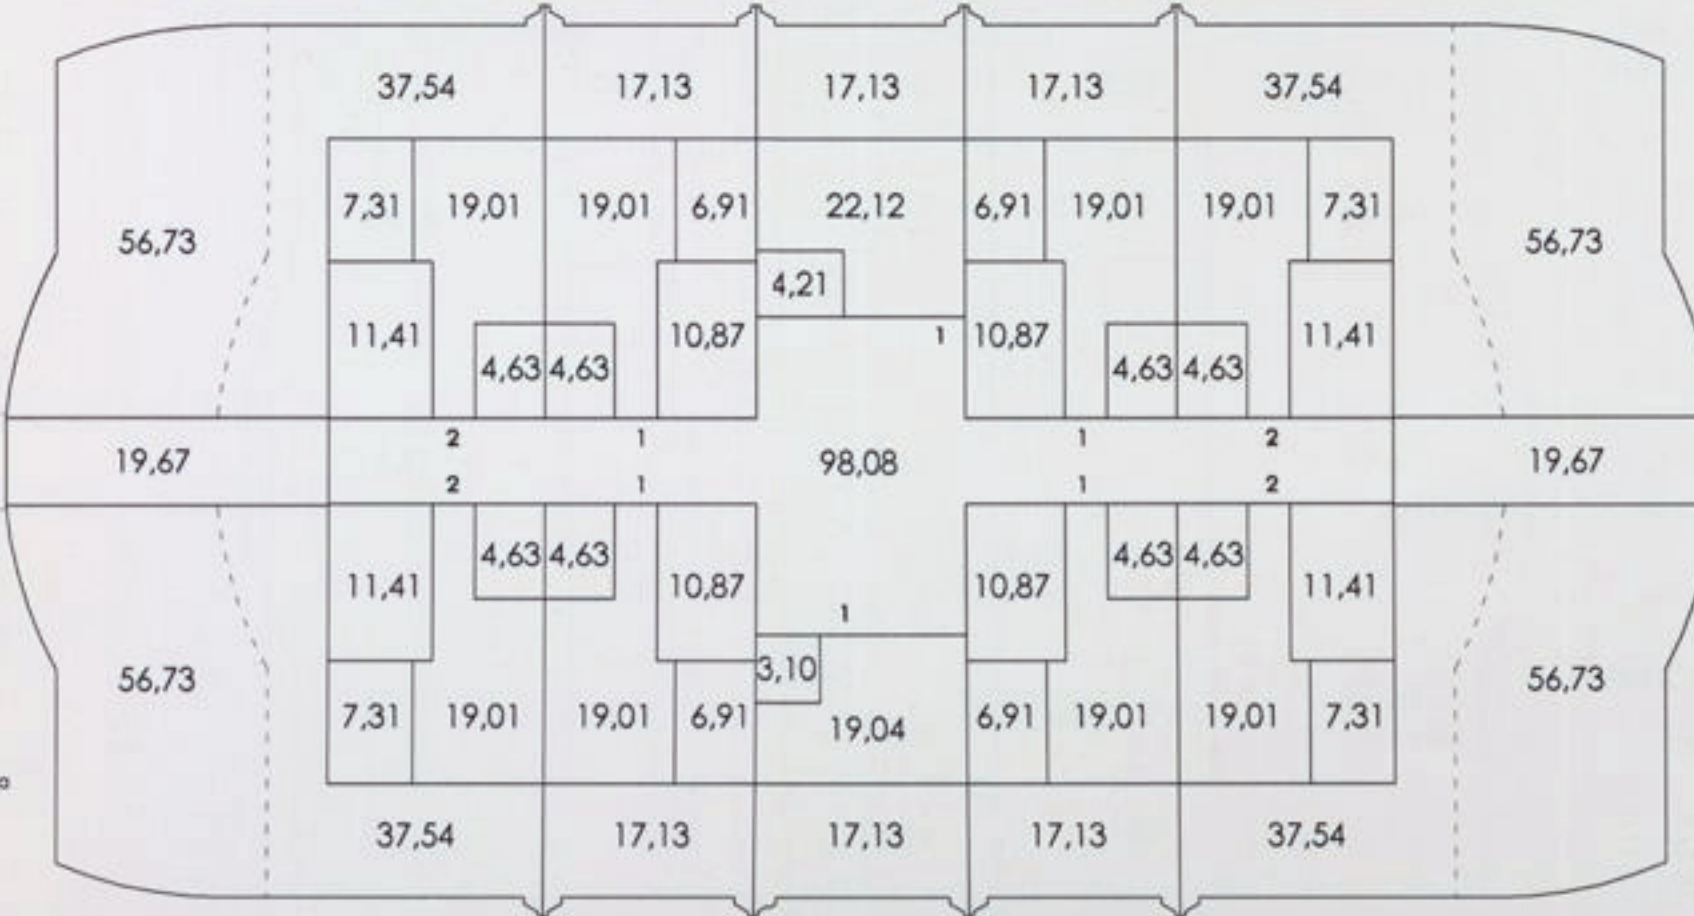 37,54 17,13 17,13 17,13 37,54
7,31 19,01 19,01 6,91 22,12 6,91 19,01 19,01 7,31
56,73 56,73
4,21
11,41 10,87 1 10,87 11,41
4,63 4,63 4,63 4,63
2 1 1 2
19,67 98,08 19,67
2 1 1 2
4,63 4,63 4,63 4,63
11,41 10,87 10,87 11,41
1
3,10
56,73 56,73
7,31 19,01 19,01 6,91 19,04 6,91 19,01 19,01 7,31
37,54 17,13 17,13 17,13 37,54